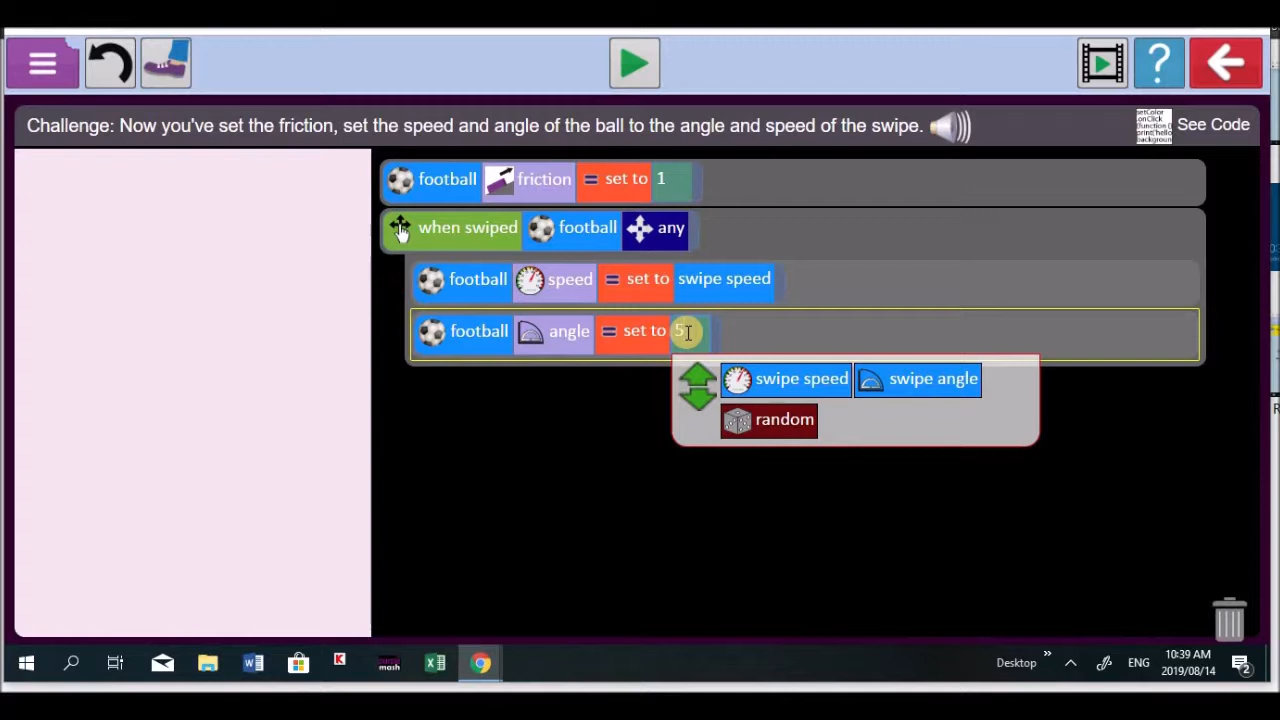 Challenge: Now you've set the friction, set the speed and angle of the ball to the angle and speed of the swipe.
See Code
football friction = set to 1
when swiped football any
football speed = set to swipe speed
football angle = set to 5
swipe speed swipe angle
random
mash
Desktop
ENG
10:39 AM
2019/08/14
2